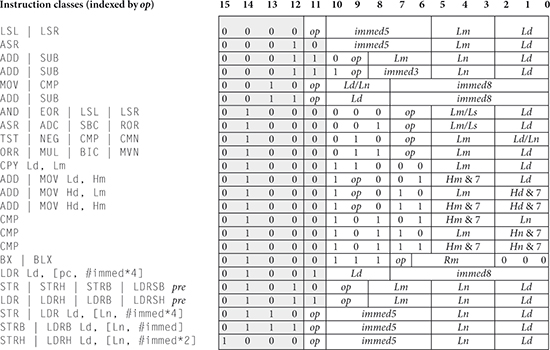 Instruction classes (indexed by op) 15 14 13 12 11 10 9 8 7 6 5 4 3 2 1 0
LSL | LSR 0 0 0 0 op immed5 Lm Ld
ASR 0 0 0 1 0 immed5 Lm Ld
ADD | SUB 0 0 0 1 1 0 op Lm Ln Ld
ADD | SUB 0 0 0 1 1 1 op immed3 Ln Ld
MOV | CMP 0 0 1 0 op Ld/Ln immed8
ADD | SUB 0 0 1 1 op Ld immed8
AND | EOR | LSL | LSR 0 1 0 0 0 0 0 0 op Lm/Ls Ld
ASR | ADC | SBC | ROR 0 1 0 0 0 0 0 1 op Lm/Ls Ld
TST | NEG | CMP | CMN 0 1 0 0 0 0 1 0 op Lm Ld/Ln
ORR | MUL | BIC | MVN 0 1 0 0 0 0 1 1 op Lm Ld
CPY Ld, Lm 0 1 0 0 0 1 1 0 0 0 Lm Ld
ADD | MOV Ld, Hm 0 1 0 0 0 1 op 0 0 1 Hm & 7 Ld
ADD | MOV Hd, Lm 0 1 0 0 0 1 op 0 1 0 Lm Hd & 7
ADD | MOV Hd, Hm 0 1 0 0 0 1 op 0 1 1 Hm & 7 Hd & 7
CMP 0 1 0 0 0 1 0 1 0 1 Hm & 7 Ln
CMP 0 1 0 0 0 1 0 1 1 0 Lm Hn & 7
CMP 0 1 0 0 0 1 0 1 1 1 Hm & 7 Hn & 7
BX | BLX 0 1 0 0 0 1 1 1 op Rm 0 0 0
LDR Ld, [pc, #immed*4] 0 1 0 0 1 Ld immed8
STR | STRH | STRB | LDRSB pre 0 1 0 1 0 op Lm Ln Ld
LDR | LDRH | LDRB | LDRSH pre 0 1 0 1 1 op Lm Ln Ld
STR | LDR Ld, [Ln, #immed*4] 0 1 1 0 op immed5 Ln Ld
STRB | LDRB Ld, [Ln, #immed] 0 1 1 1 op immed5 Ln Ld
STRH | LDRH Ld, [Ln, #immed*2] 1 0 0 0 op immed5 Ln Ld